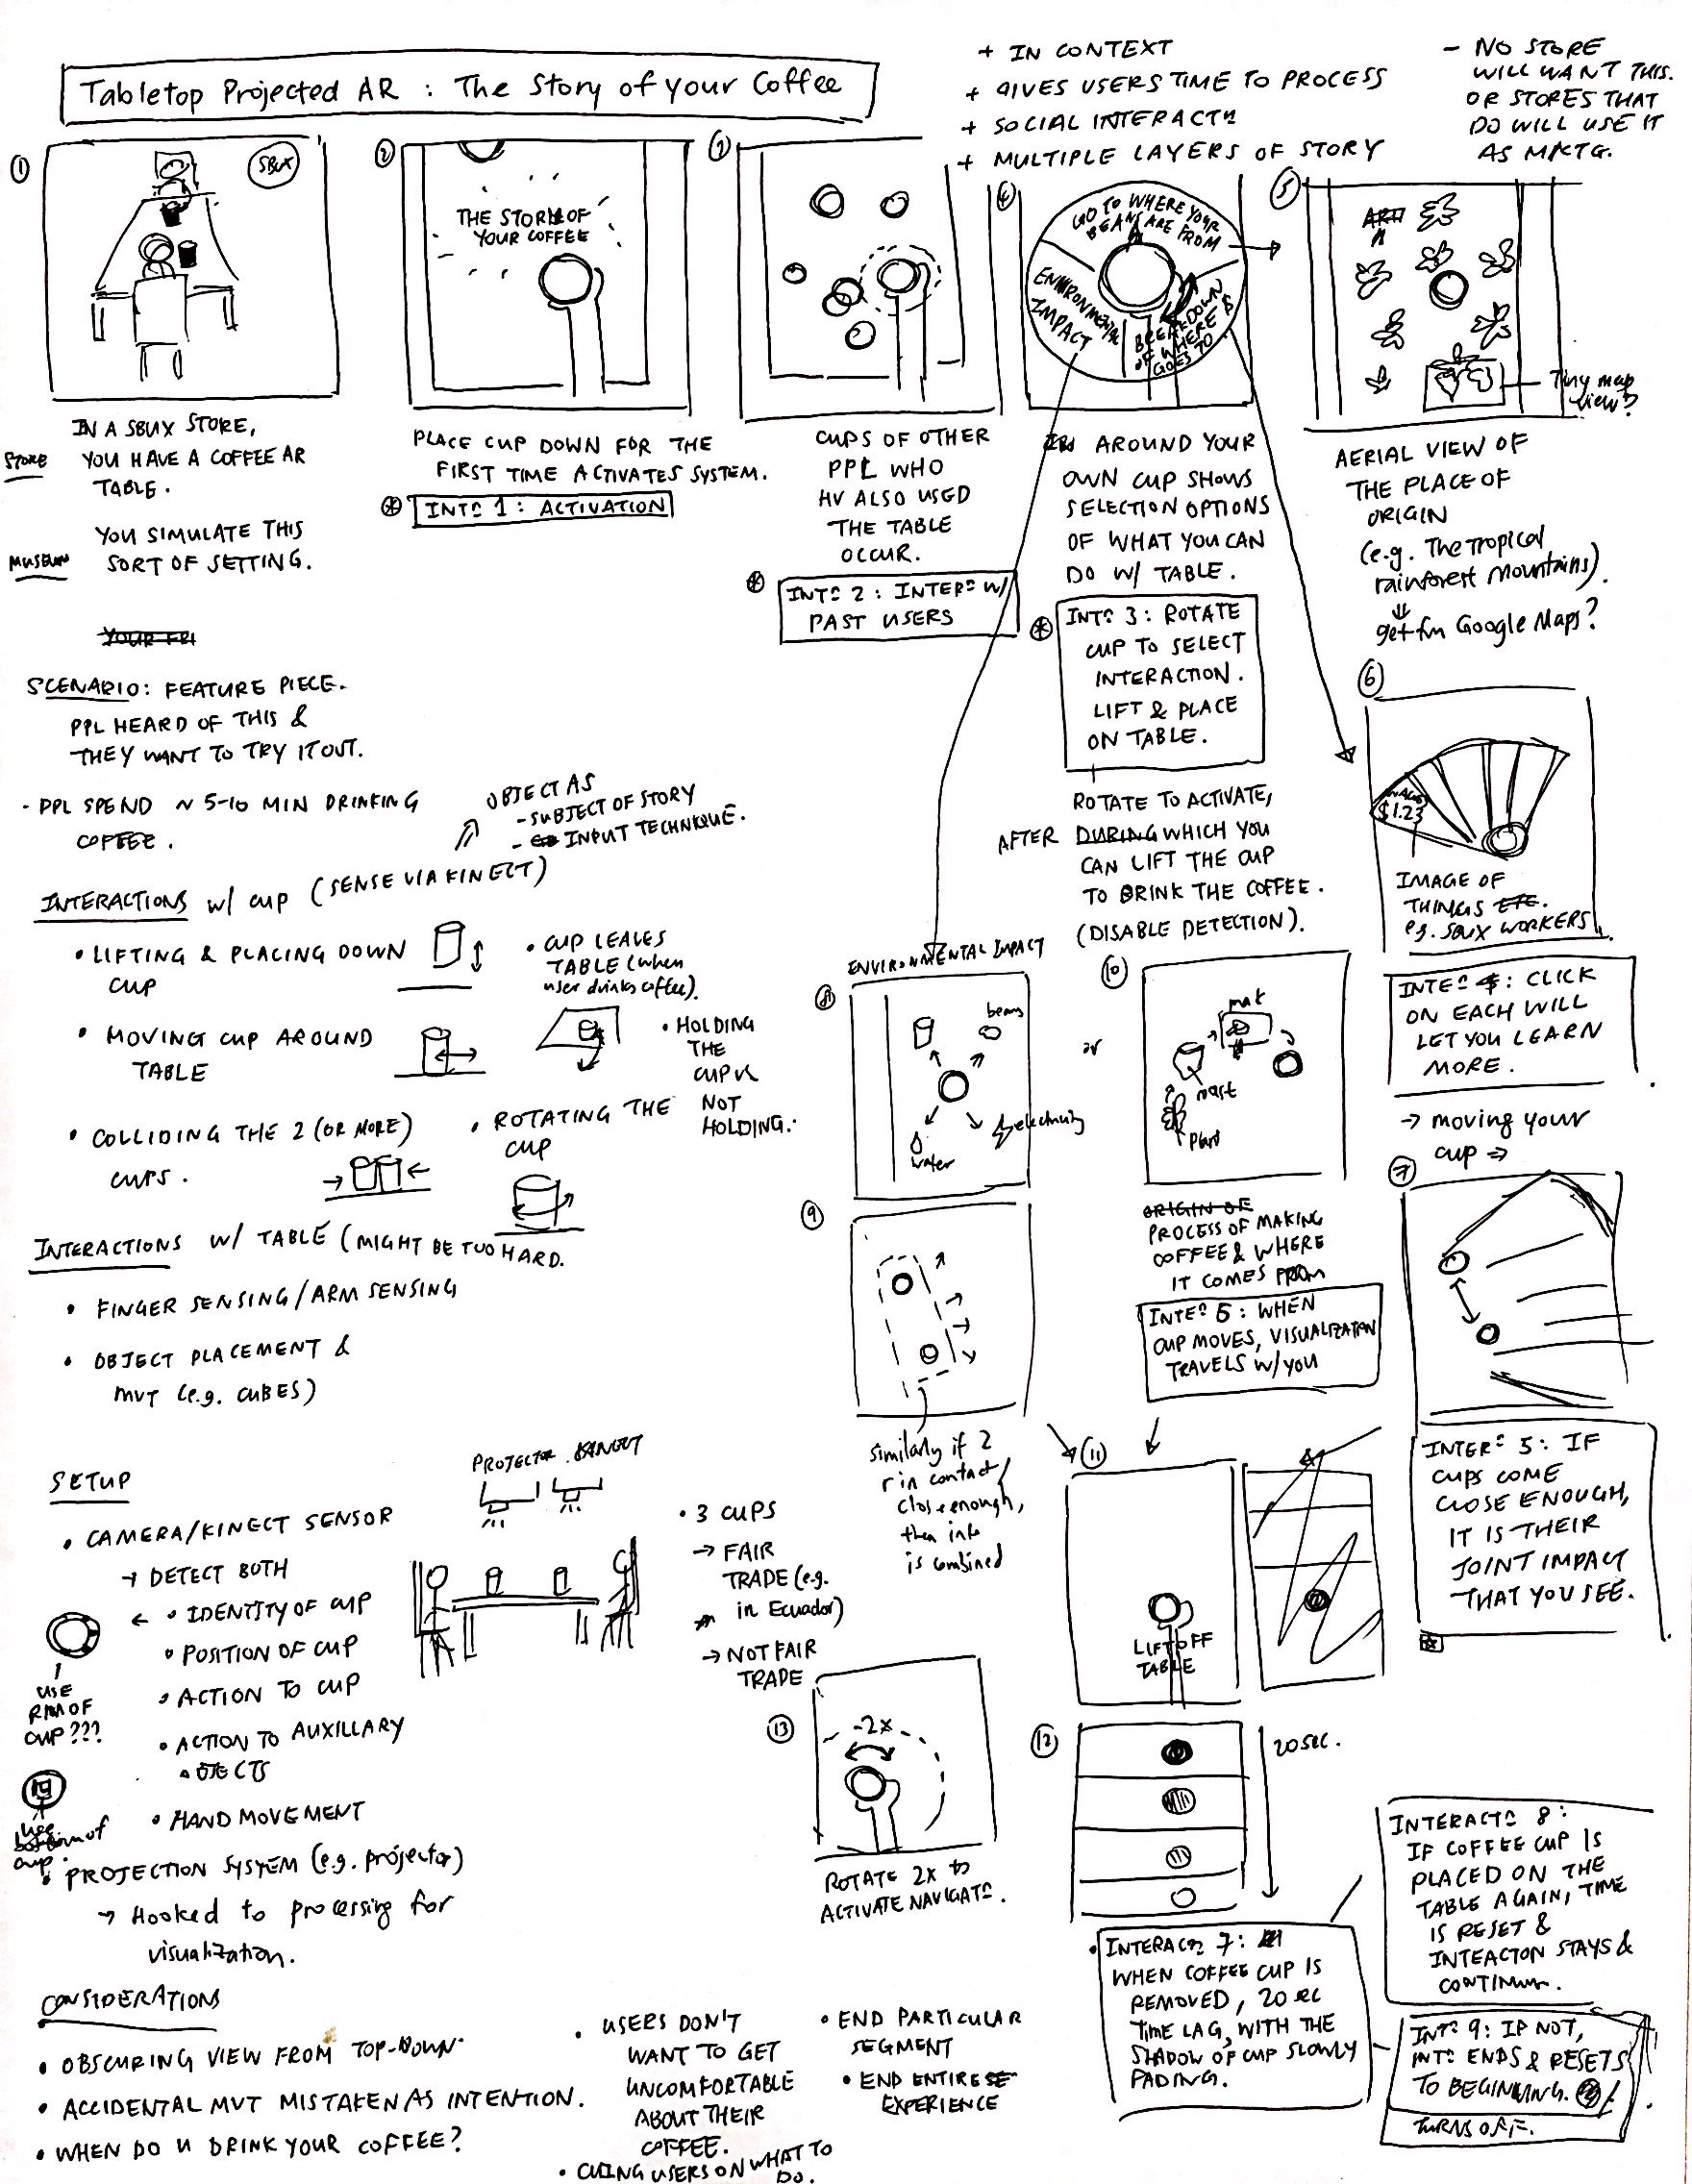 Tabletop Projected AR : The Story of your Coffee
+ IN CONTEXT
+ GIVES USERS TIME TO PROCESS
+ SOCIAL INTERACTN
+ MULTIPLE LAYERS OF STORY
- NO STORE
WILL WANT THIS.
OR STORES THAT
DO WILL USE IT
AS MKTG.
①
SBUX
IN A SBUX STORE,
STORE
YOU HAVE A COFFEE AR
TABLE.
MUSEUM
YOU SIMULATE THIS
SORT OF SETTING.
②
THE STORY OF
YOUR COFFEE
PLACE CUP DOWN FOR THE
FIRST TIME ACTIVATES SYSTEM.
INTN 1 : ACTIVATION
CUPS OF OTHER
PPL WHO
HV ALSO USED
THE TABLE
OCCUR.
INTN 2 : INTERN W/
PAST USERS
④
GO TO WHERE YOUR
BEANS ARE FROM
ENVIRONMENTAL
IMPACT
BREAKDOWN
OF WHERE $
GOES TO
AROUND YOUR
OWN CUP SHOWS
SELECTION OPTIONS
OF WHAT YOU CAN
DO W/ TABLE.
INTN 3 : ROTATE
CUP TO SELECT
INTERACTION.
LIFT & PLACE
ON TABLE.
ROTATE TO ACTIVATE,
AFTER DURING WHICH YOU
CAN LIFT THE CUP
TO DRINK THE COFFEE.
(DISABLE DETECTION).
⑤
Tiny map
view?
AERIAL VIEW OF
THE PLACE OF
ORIGIN
(e.g. The tropical
rainforest mountains).
⇓
get fm Google Maps?
⑥
$1.23
IMAGE OF
THINGS ETC.
e.g. SBUX WORKERS
INTEN 4 : CLICK
ON EACH WILL
LET YOU LEARN
MORE.
→ moving your
cup ⇒
⑦
INTERN 5 : IF
CUPS COME
CLOSE ENOUGH,
IT IS THEIR
JOINT IMPACT
THAT YOU SEE.
YOUR FRI
SCENARIO: FEATURE PIECE.
PPL HEARD OF THIS &
THEY WANT TO TRY IT OUT.
- PPL SPEND ~ 5-10 MIN DRINKING
COFFEE.
OBJECT AS
- SUBJECT OF STORY
- INPUT TECHNIQUE.
INTERACTIONS W/ CUP (SENSE VIA KINECT)
• LIFTING & PLACING DOWN
CUP
• CUP LEAVES
TABLE (when
user drinks coffee).
• MOVING CUP AROUND
TABLE
• HOLDING
THE
CUP VS
NOT
HOLDING.
• COLLIDING THE 2 (OR MORE)
CUPS.
• ROTATING THE
CUP
INTERACTIONS W/ TABLE (MIGHT BE TOO HARD.
• FINGER SENSING/ARM SENSING
• OBJECT PLACEMENT &
MVT (e.g. CUBES)
ENVIRONMENTAL IMPACT
⑧
beans
water
electricity
or
⑩
roast
plant
ORIGIN OF
PROCESS OF MAKING
COFFEE & WHERE
IT COMES FROM
INTEN 6 : WHEN
CUP MOVES, VISUALIZATION
TRAVELS W/ YOU
⑨
Similarly if 2
r in contact/
close enough,
then info
is combined
SETUP
PROJECTOR
• CAMERA/KINECT SENSOR
→ DETECT BOTH
← • IDENTITY OF CUP
• POSITION OF CUP
• ACTION TO CUP
• ACTION TO AUXILLARY
OBJECTS
• HAND MOVEMENT
USE
RIM OF
CUP???
use
bottom of
cup.
• PROJECTION SYSTEM (e.g. projector)
→ Hooked to processing for
visualization.
• 3 CUPS
→ FAIR
TRADE (e.g.
in Ecuador)
→ NOT FAIR
TRADE
⑪
LIFT OFF
TABLE
⑬
2x
ROTATE 2X to
ACTIVATE NAVIGATN.
⑫
20 SEC.
• INTERACN 7:
WHEN COFFEE CUP IS
REMOVED, 20 sec
TIME LAG, WITH THE
SHADOW OF CUP SLOWLY
FADING.
INTERACTN 8 :
IF COFFEE CUP IS
PLACED ON THE
TABLE AGAIN, TIME
IS RESET &
INTEACTON STAYS &
CONTINUE.
INTN 9: IF NOT,
INTN ENDS & RESETS
TO BEGINNING.
TURNS OFF.
CONSIDERATIONS
• OBSCURING VIEW FROM TOP-DOWN
• ACCIDENTAL MVT MISTAKEN AS INTENTION.
• WHEN DO U DRINK YOUR COFFEE?
• USERS DON'T
WANT TO GET
UNCOMFORTABLE
ABOUT THEIR
COFFEE.
• CUING USERS ON WHAT TO
DO.
• END PARTICULAR
SEGMENT
• END ENTIRE
EXPERIENCE